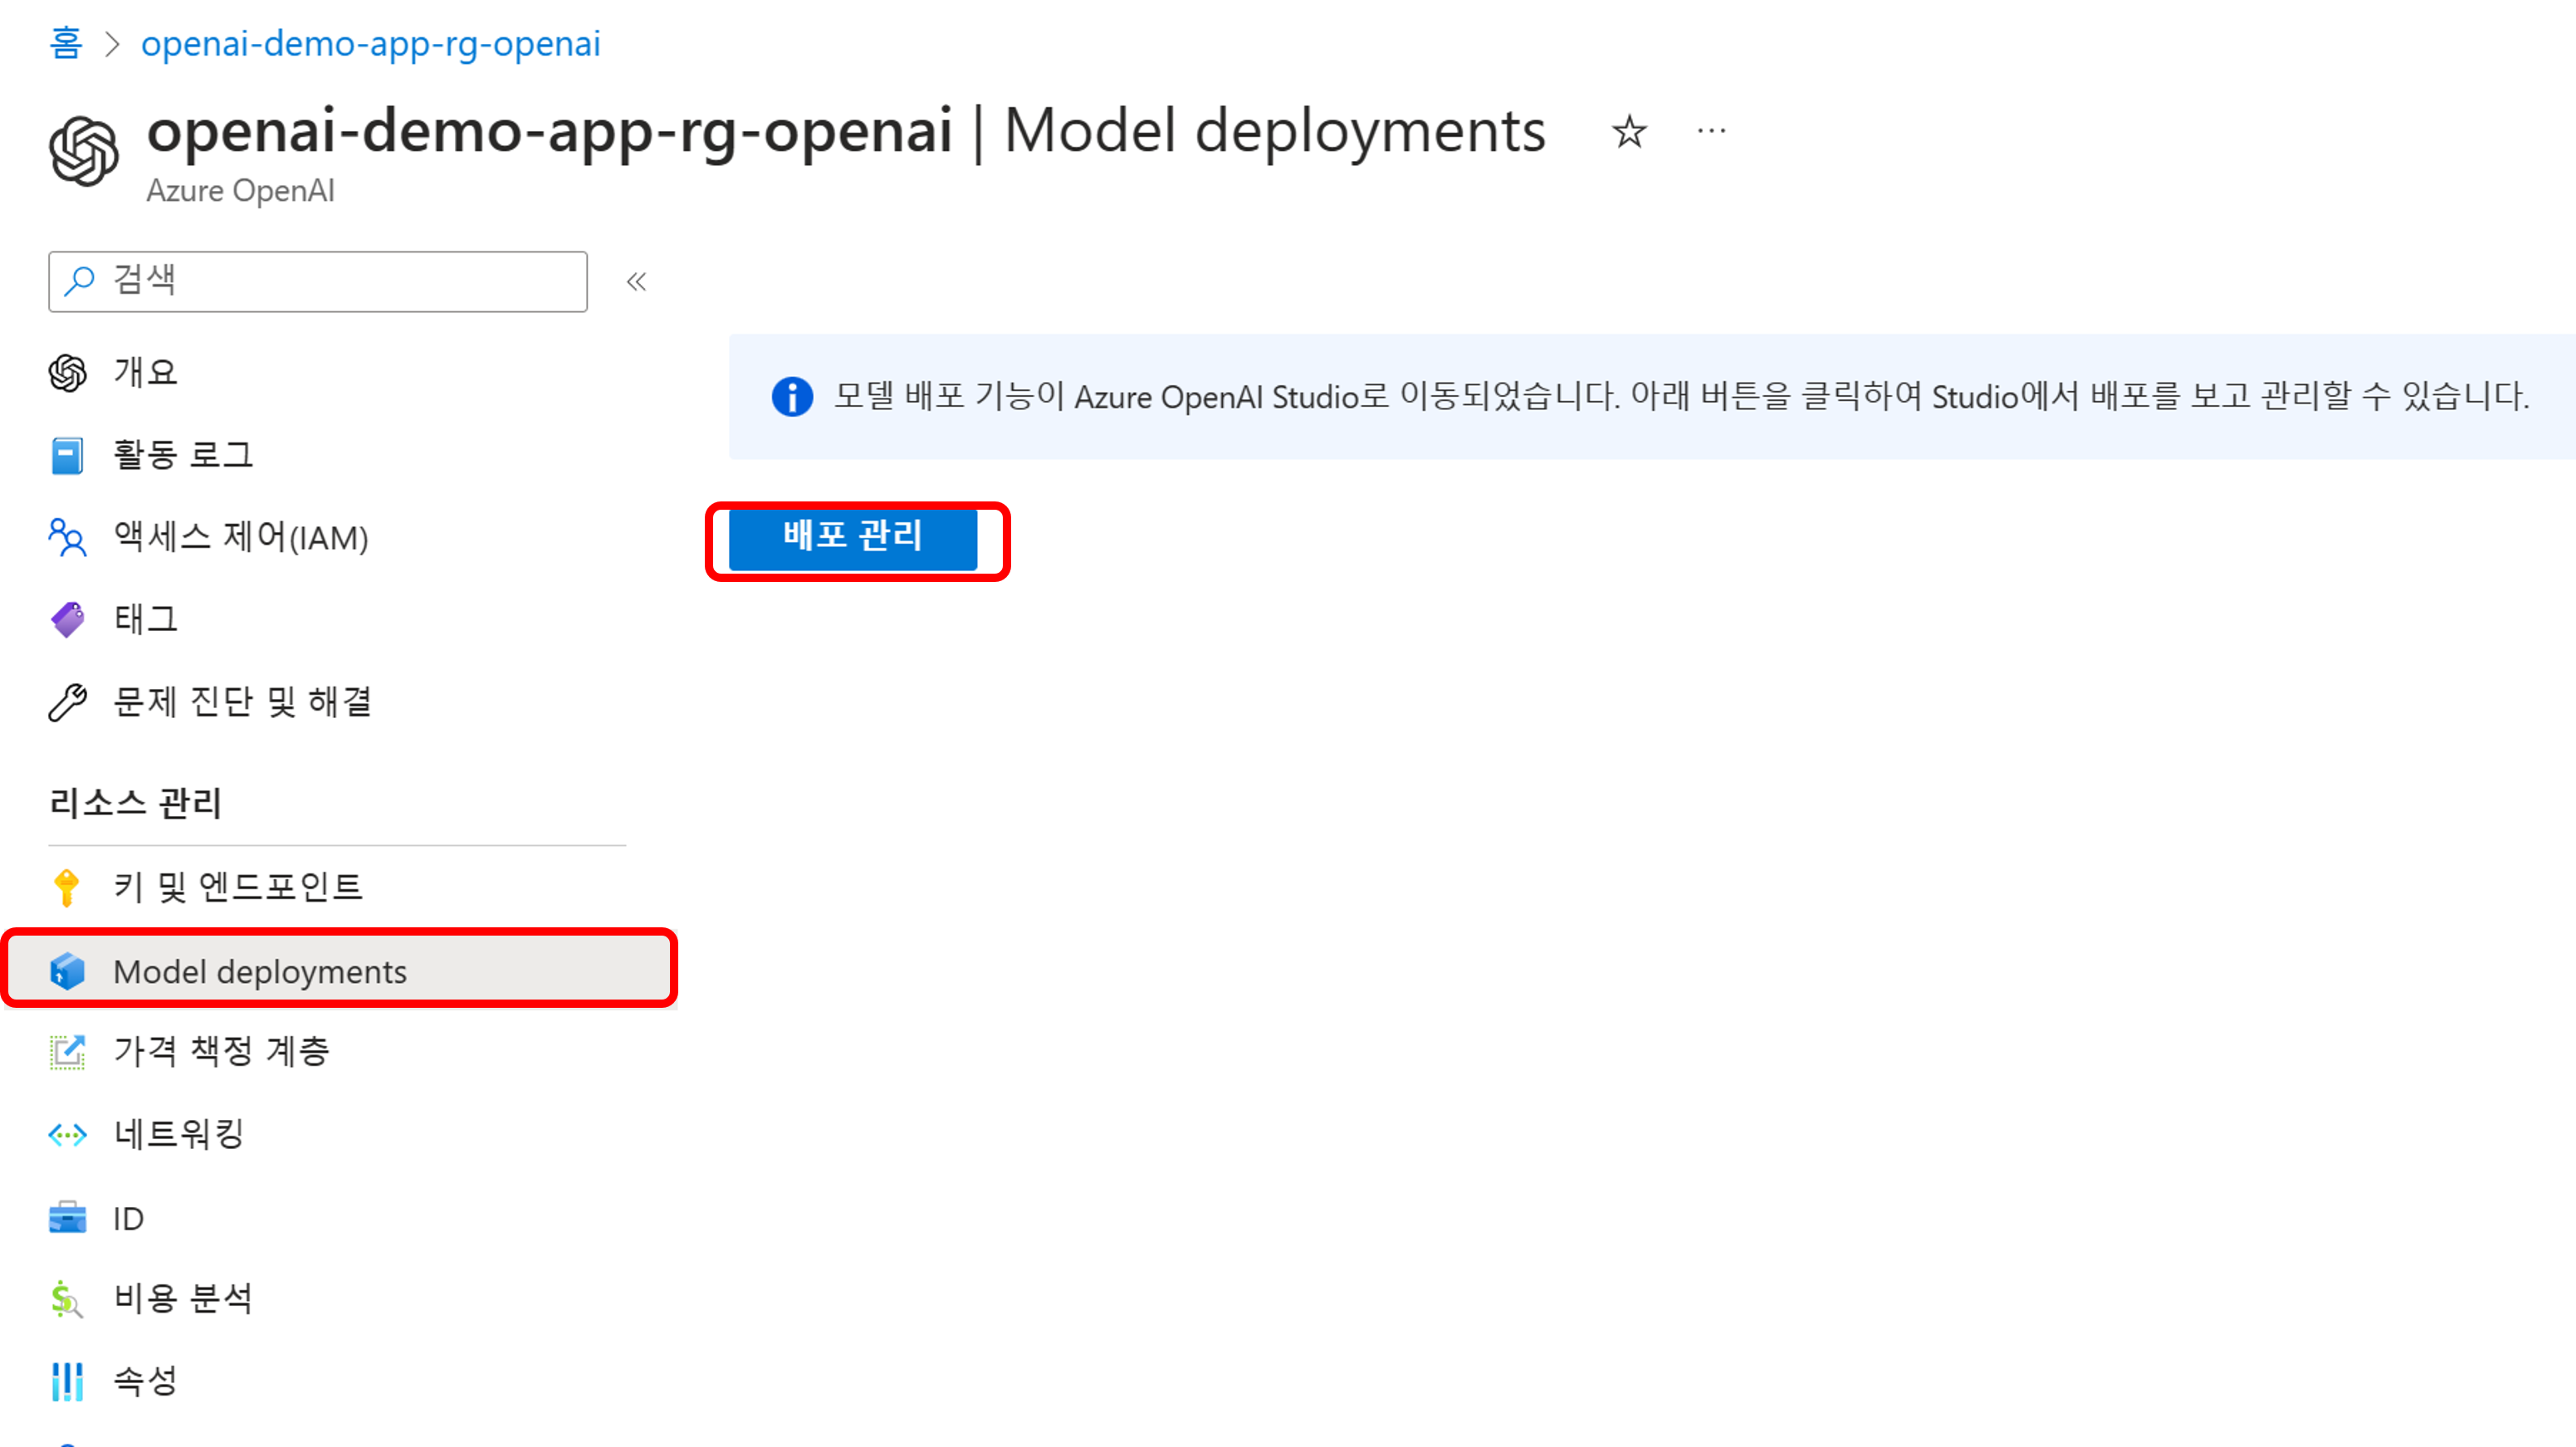 홈 > openai-demo-app-rg-openai
openai-demo-app-rg-openai | Model deployments
Azure OpenAI
검색
개요
활동 로그
액세스 제어(IAM)
태그
문제 진단 및 해결
리소스 관리
키 및 엔드포인트
Model deployments
가격 책정 계층
네트워킹
ID
비용 분석
속성
모델 배포 기능이 Azure OpenAI Studio로 이동되었습니다. 아래 버튼을 클릭하여 Studio에서 배포를 보고 관리할 수 있습니다.
배포 관리